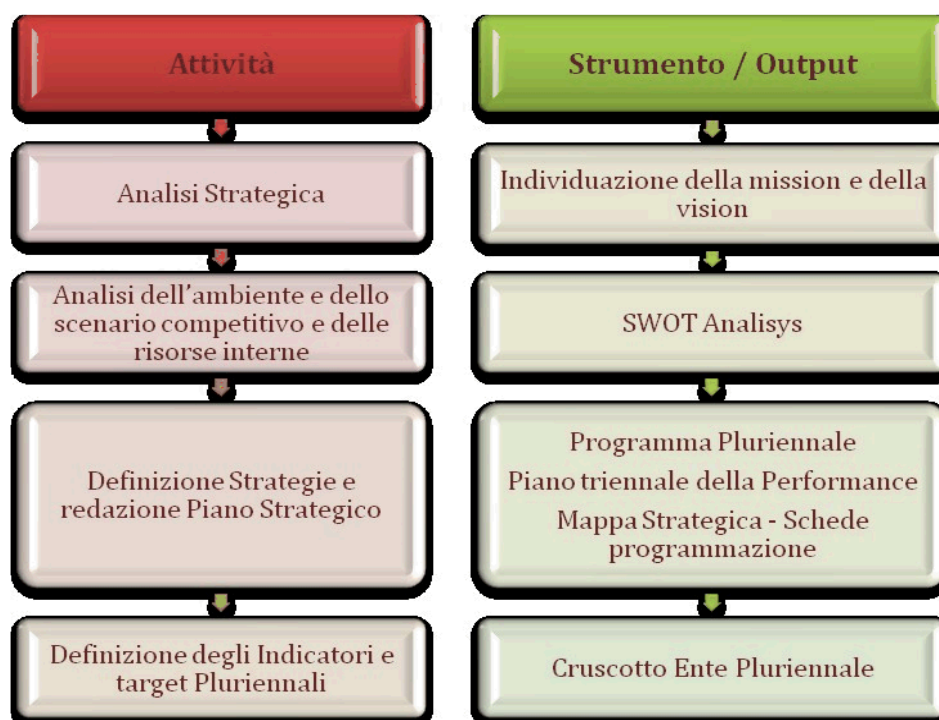 Attività
Strumento / Output
Analisi Strategica
Individuazione della mission e della
vision
Analisi dell’ambiente e dello
scenario competitivo e delle
risorse interne
SWOT Analisys
Definizione Strategie e
redazione Piano Strategico
Programma Pluriennale
Piano triennale della Performance
Mappa Strategica - Schede
programmazione
Definizione degli Indicatori e
target Pluriennali
Cruscotto Ente Pluriennale